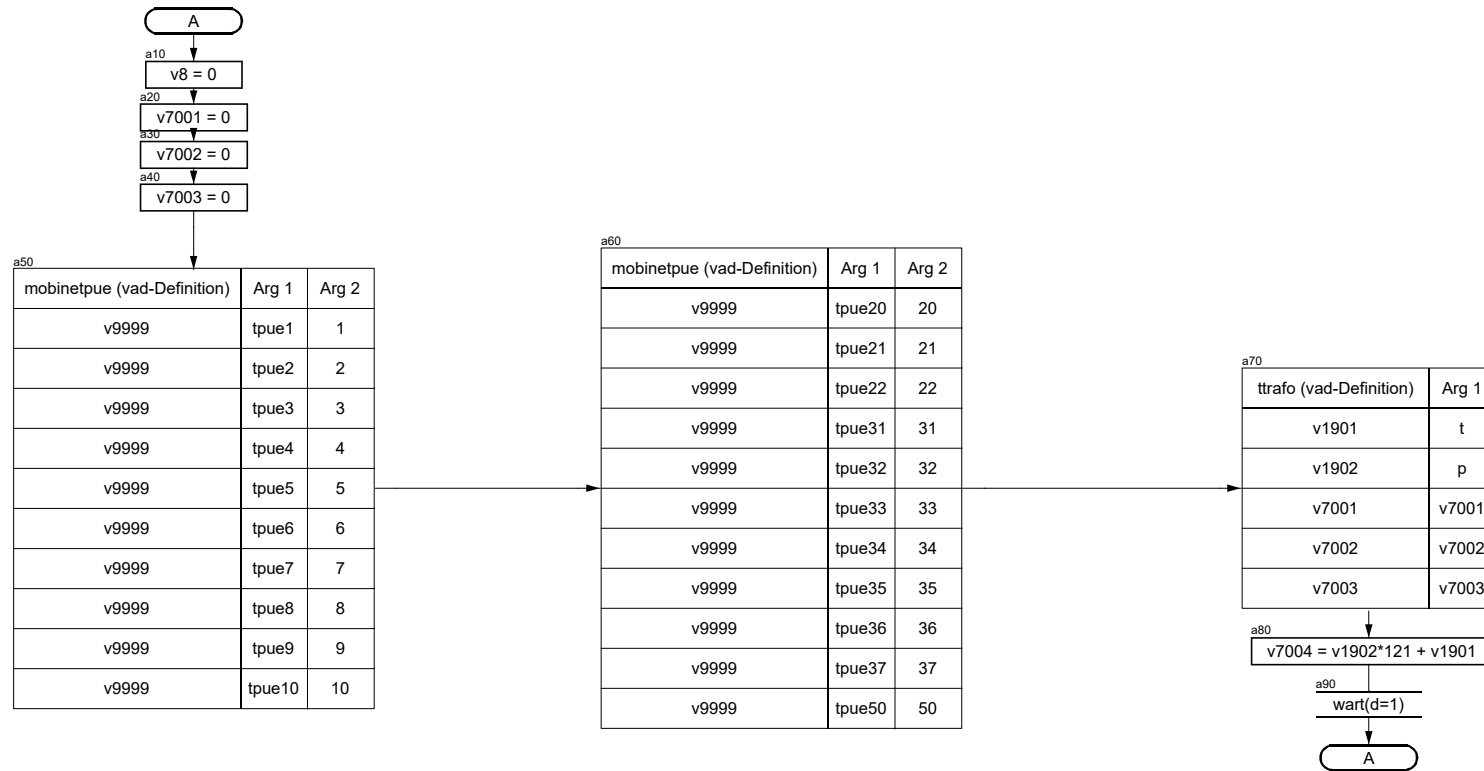 A
a10
v8 = 0
a20
v7001 = 0
a30
v7002 = 0
a40
v7003 = 0
a50
mobinetpue (vad-Definition) Arg 1 Arg 2
v9999 tpue1 1
v9999 tpue2 2
v9999 tpue3 3
v9999 tpue4 4
v9999 tpue5 5
v9999 tpue6 6
v9999 tpue7 7
v9999 tpue8 8
v9999 tpue9 9
v9999 tpue10 10
a60
mobinetpue (vad-Definition) Arg 1 Arg 2
v9999 tpue20 20
v9999 tpue21 21
v9999 tpue22 22
v9999 tpue31 31
v9999 tpue32 32
v9999 tpue33 33
v9999 tpue34 34
v9999 tpue35 35
v9999 tpue36 36
v9999 tpue37 37
v9999 tpue50 50
a70
ttrafo (vad-Definition) Arg 1
v1901 t
v1902 p
v7001 v7001
v7002 v7002
v7003 v7003
a80
v7004 = v1902*121 + v1901
a90
wart(d=1)
A